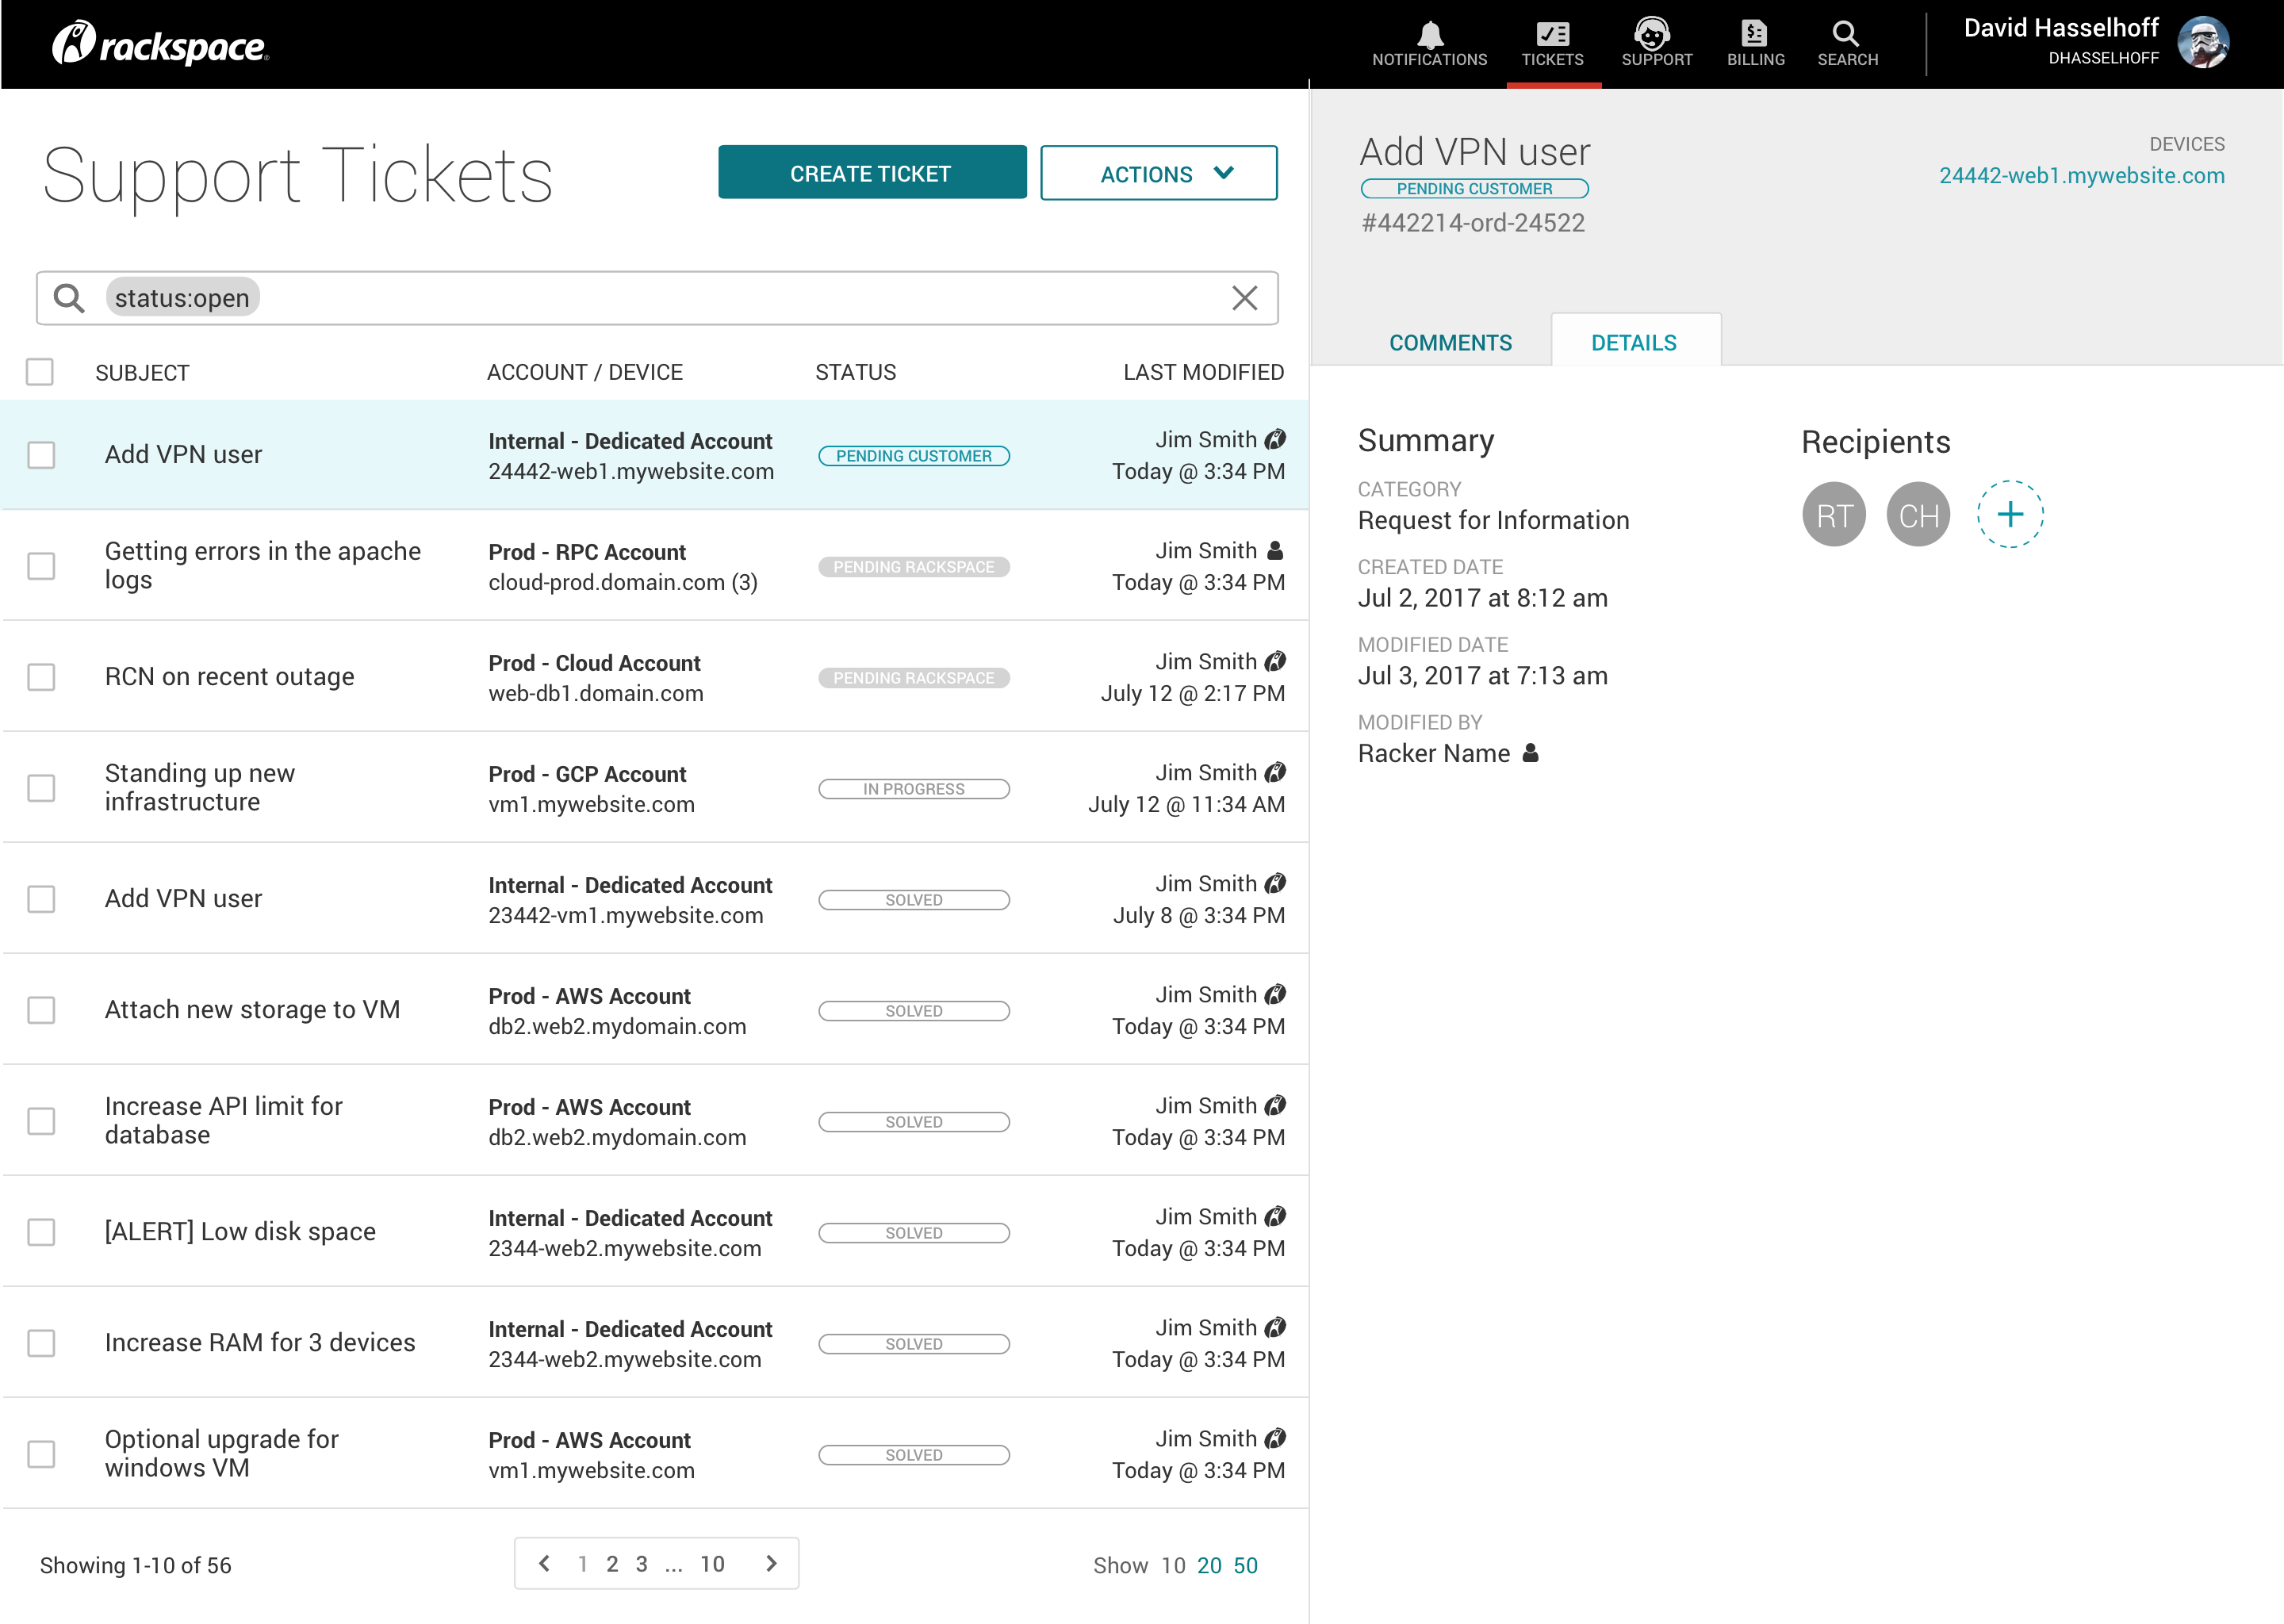 rackspace
NOTIFICATIONS
TICKETS
SUPPORT
BILLING
SEARCH
David Hasselhoff
DHASSELHOFF
Support Tickets
CREATE TICKET
ACTIONS
status:open
SUBJECT ACCOUNT / DEVICE STATUS LAST MODIFIED
Add VPN user
Internal - Dedicated Account
24442-web1.mywebsite.com
PENDING CUSTOMER
Jim Smith
Today @ 3:34 PM
Getting errors in the apache
logs
Prod - RPC Account
cloud-prod.domain.com (3)
PENDING RACKSPACE
Jim Smith
Today @ 3:34 PM
RCN on recent outage
Prod - Cloud Account
web-db1.domain.com
PENDING RACKSPACE
Jim Smith
July 12 @ 2:17 PM
Standing up new
infrastructure
Prod - GCP Account
vm1.mywebsite.com
IN PROGRESS
Jim Smith
July 12 @ 11:34 AM
Add VPN user
Internal - Dedicated Account
23442-vm1.mywebsite.com
SOLVED
Jim Smith
July 8 @ 3:34 PM
Attach new storage to VM
Prod - AWS Account
db2.web2.mydomain.com
SOLVED
Jim Smith
Today @ 3:34 PM
Increase API limit for
database
Prod - AWS Account
db2.web2.mydomain.com
SOLVED
Jim Smith
Today @ 3:34 PM
[ALERT] Low disk space
Internal - Dedicated Account
2344-web2.mywebsite.com
SOLVED
Jim Smith
Today @ 3:34 PM
Increase RAM for 3 devices
Internal - Dedicated Account
2344-web2.mywebsite.com
SOLVED
Jim Smith
Today @ 3:34 PM
Optional upgrade for
windows VM
Prod - AWS Account
vm1.mywebsite.com
SOLVED
Jim Smith
Today @ 3:34 PM
Showing 1-10 of 56
1 2 3 ... 10
Show 10 20 50
Add VPN user
PENDING CUSTOMER
#442214-ord-24522
DEVICES
24442-web1.mywebsite.com
COMMENTS
DETAILS
Summary
CATEGORY
Request for Information
CREATED DATE
Jul 2, 2017 at 8:12 am
MODIFIED DATE
Jul 3, 2017 at 7:13 am
MODIFIED BY
Racker Name
Recipients
RT CH +